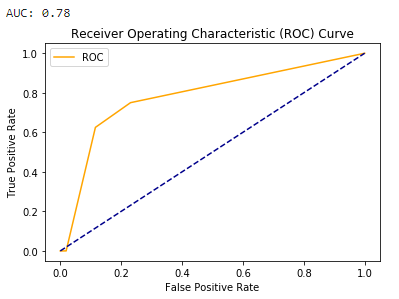 AUC: 0.78
Receiver Operating Characteristic (ROC) Curve
ROC
True Positive Rate
1.0
0.8
0.6
0.4
0.2
0.0
0.0 0.2 0.4 0.6 0.8 1.0
False Positive Rate